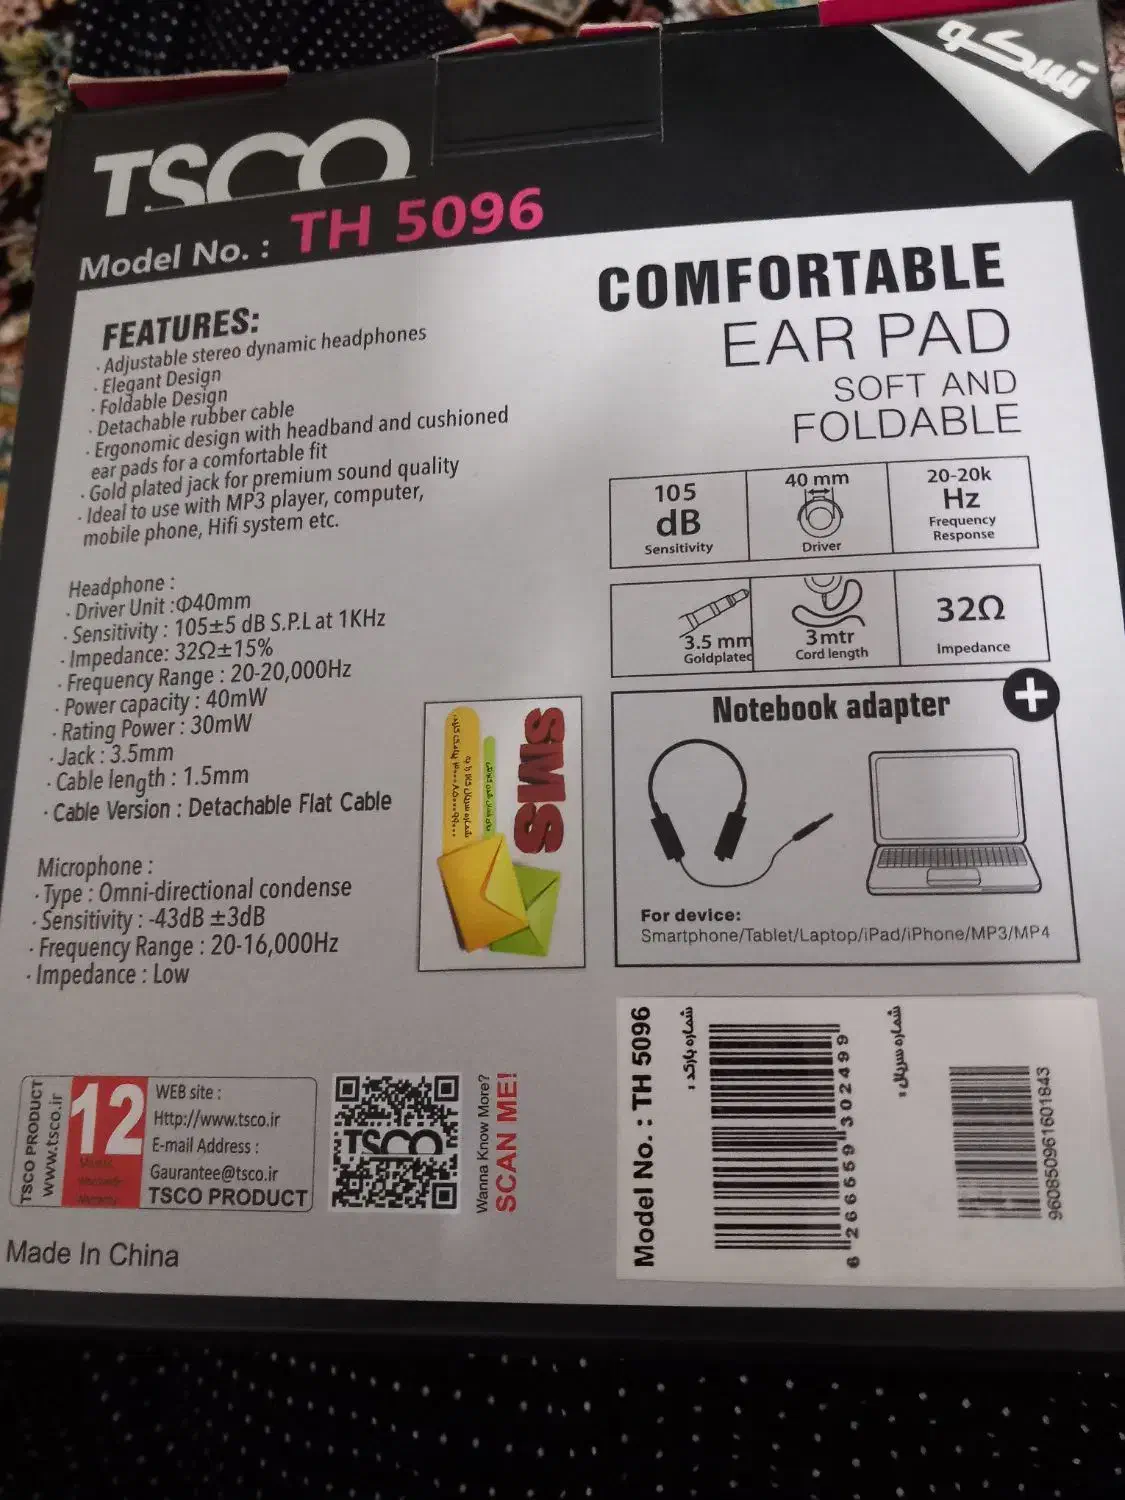 تسكو
TSCO
Model No. : TH 5096
FEATURES:
· Adjustable stereo dynamic headphones
· Elegant Design
· Foldable Design
· Detachable rubber cable
· Ergonomic design with headband and cushioned
ear pads for a comfortable fit
· Gold plated jack for premium sound quality
· Ideal to use with MP3 player, computer,
mobile phone, Hifi system etc.
Headphone :
· Driver Unit :Φ40mm
· Sensitivity : 105±5 dB S.P.L at 1KHz
· Impedance: 32Ω±15%
· Frequency Range : 20-20,000Hz
· Power capacity : 40mW
· Rating Power : 30mW
· Jack : 3.5mm
· Cable length : 1.5mm
· Cable Version : Detachable Flat Cable
Microphone :
· Type : Omni-directional condense
· Sensitivity : -43dB ±3dB
· Frequency Range : 20-16,000Hz
· Impedance : Low
COMFORTABLE
EAR PAD
SOFT AND
FOLDABLE
105
dB
Sensitivity
40 mm
Driver
20-20k
Hz
Frequency
Response
3.5 mm
Goldplated
3mtr
Cord length
32Ω
Impedance
Notebook adapter
For device:
Smartphone/Tablet/Laptop/iPad/iPhone/MP3/MP4
SMS
TSCO PRODUCT
www.tsco.ir
12
WEB site :
Http://www.tsco.ir
E-mail Address :
Gaurantee@tsco.ir
TSCO PRODUCT
TSCO
Wanna Know More?
SCAN ME!
Made In China
Model No. : TH 5096
شماره بارکد :
6 266559 302499
شماره سریال :
9608509616018​43